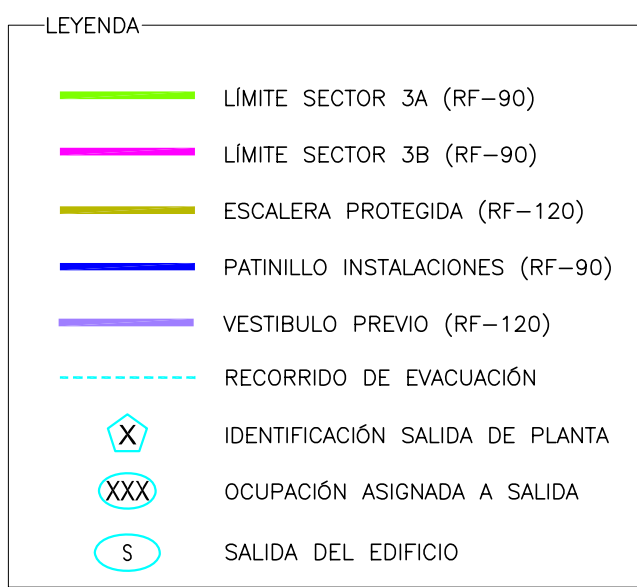 LEYENDA
LÍMITE SECTOR 3A (RF-90)
LÍMITE SECTOR 3B (RF-90)
ESCALERA PROTEGIDA (RF-120)
PATINILLO INSTALACIONES (RF-90)
VESTIBULO PREVIO (RF-120)
RECORRIDO DE EVACUACIÓN
X IDENTIFICACIÓN SALIDA DE PLANTA
XXX OCUPACIÓN ASIGNADA A SALIDA
S SALIDA DEL EDIFICIO